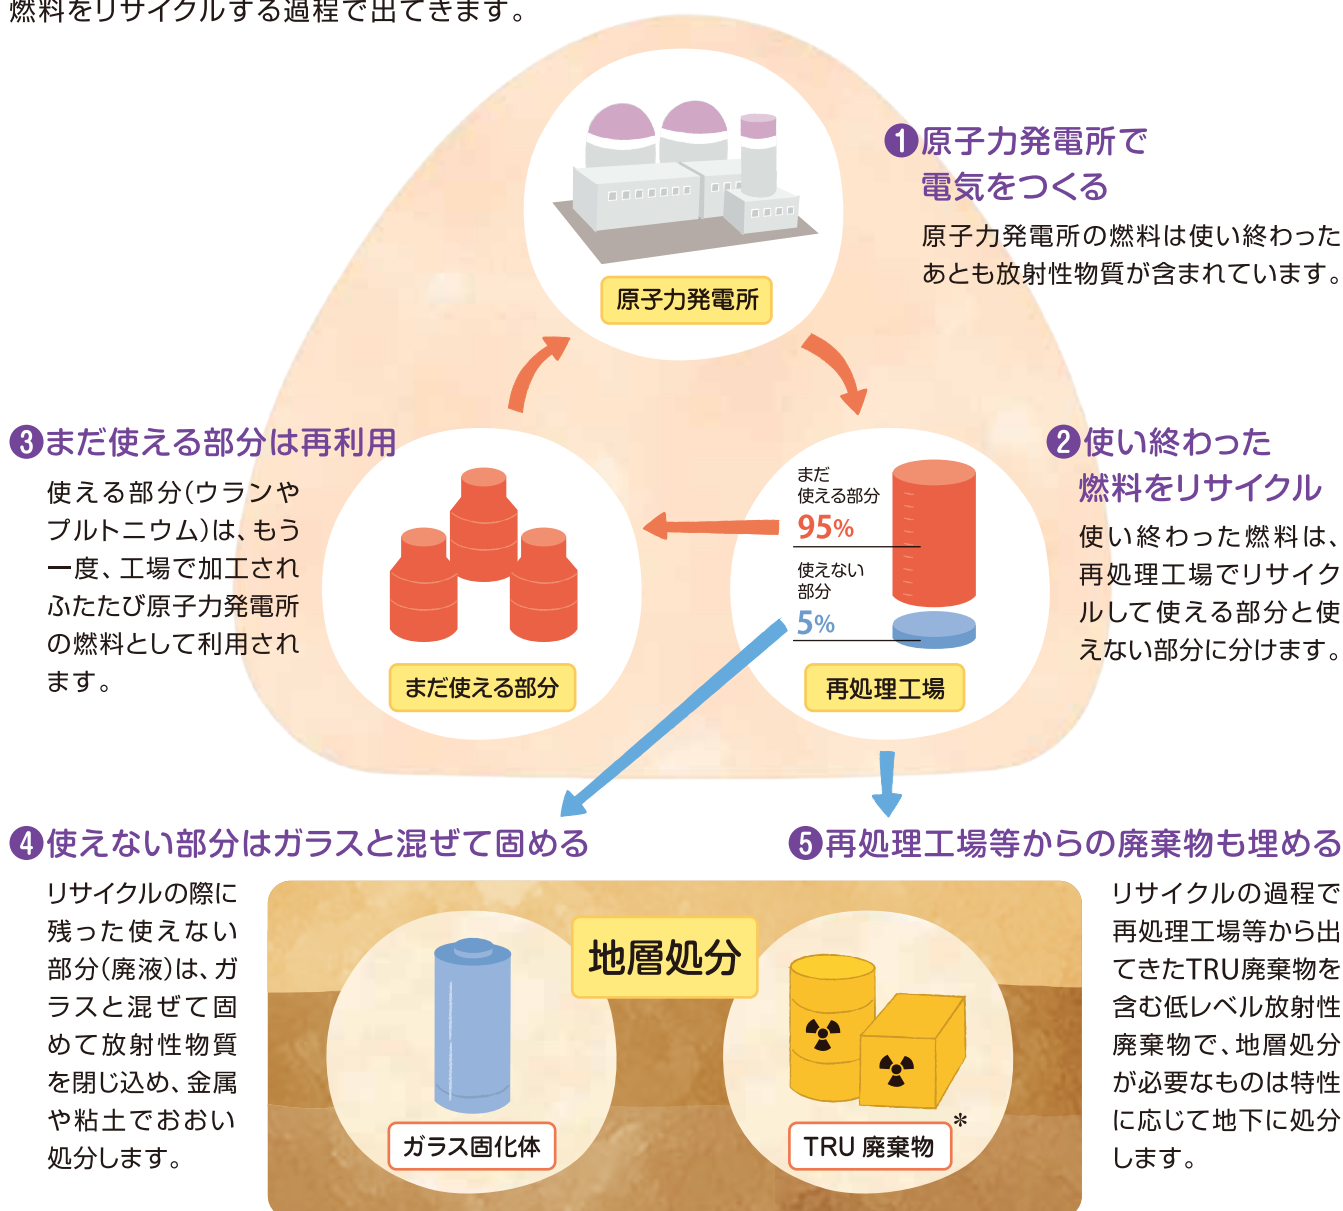 燃料をリサイクルする過程で出てきます。
❶原子力発電所で
電気をつくる
原子力発電所の燃料は使い終わった
あとも放射性物質が含まれています。
原子力発電所
❷使い終わった
燃料をリサイクル
使い終わった燃料は、
再処理工場でリサイク
ルして使える部分と使
えない部分に分けます。
まだ
使える部分
95%
使えない
部分
5%
再処理工場
❸まだ使える部分は再利用
使える部分(ウランや
プルトニウム)は、もう
一度、工場で加工され
ふたたび原子力発電所
の燃料として利用され
ます。
まだ使える部分
❹使えない部分はガラスと混ぜて固める
リサイクルの際に
残った使えない
部分(廃液)は、ガ
ラスと混ぜて固
めて放射性物質
を閉じ込め、金属
や粘土でおおい
処分します。
地層処分
ガラス固化体
TRU 廃棄物*
❺再処理工場等からの廃棄物も埋める
リサイクルの過程で
再処理工場等から出
てきたTRU廃棄物を
含む低レベル放射性
廃棄物で、地層処分
が必要なものは特性
に応じて地下に処分
します。